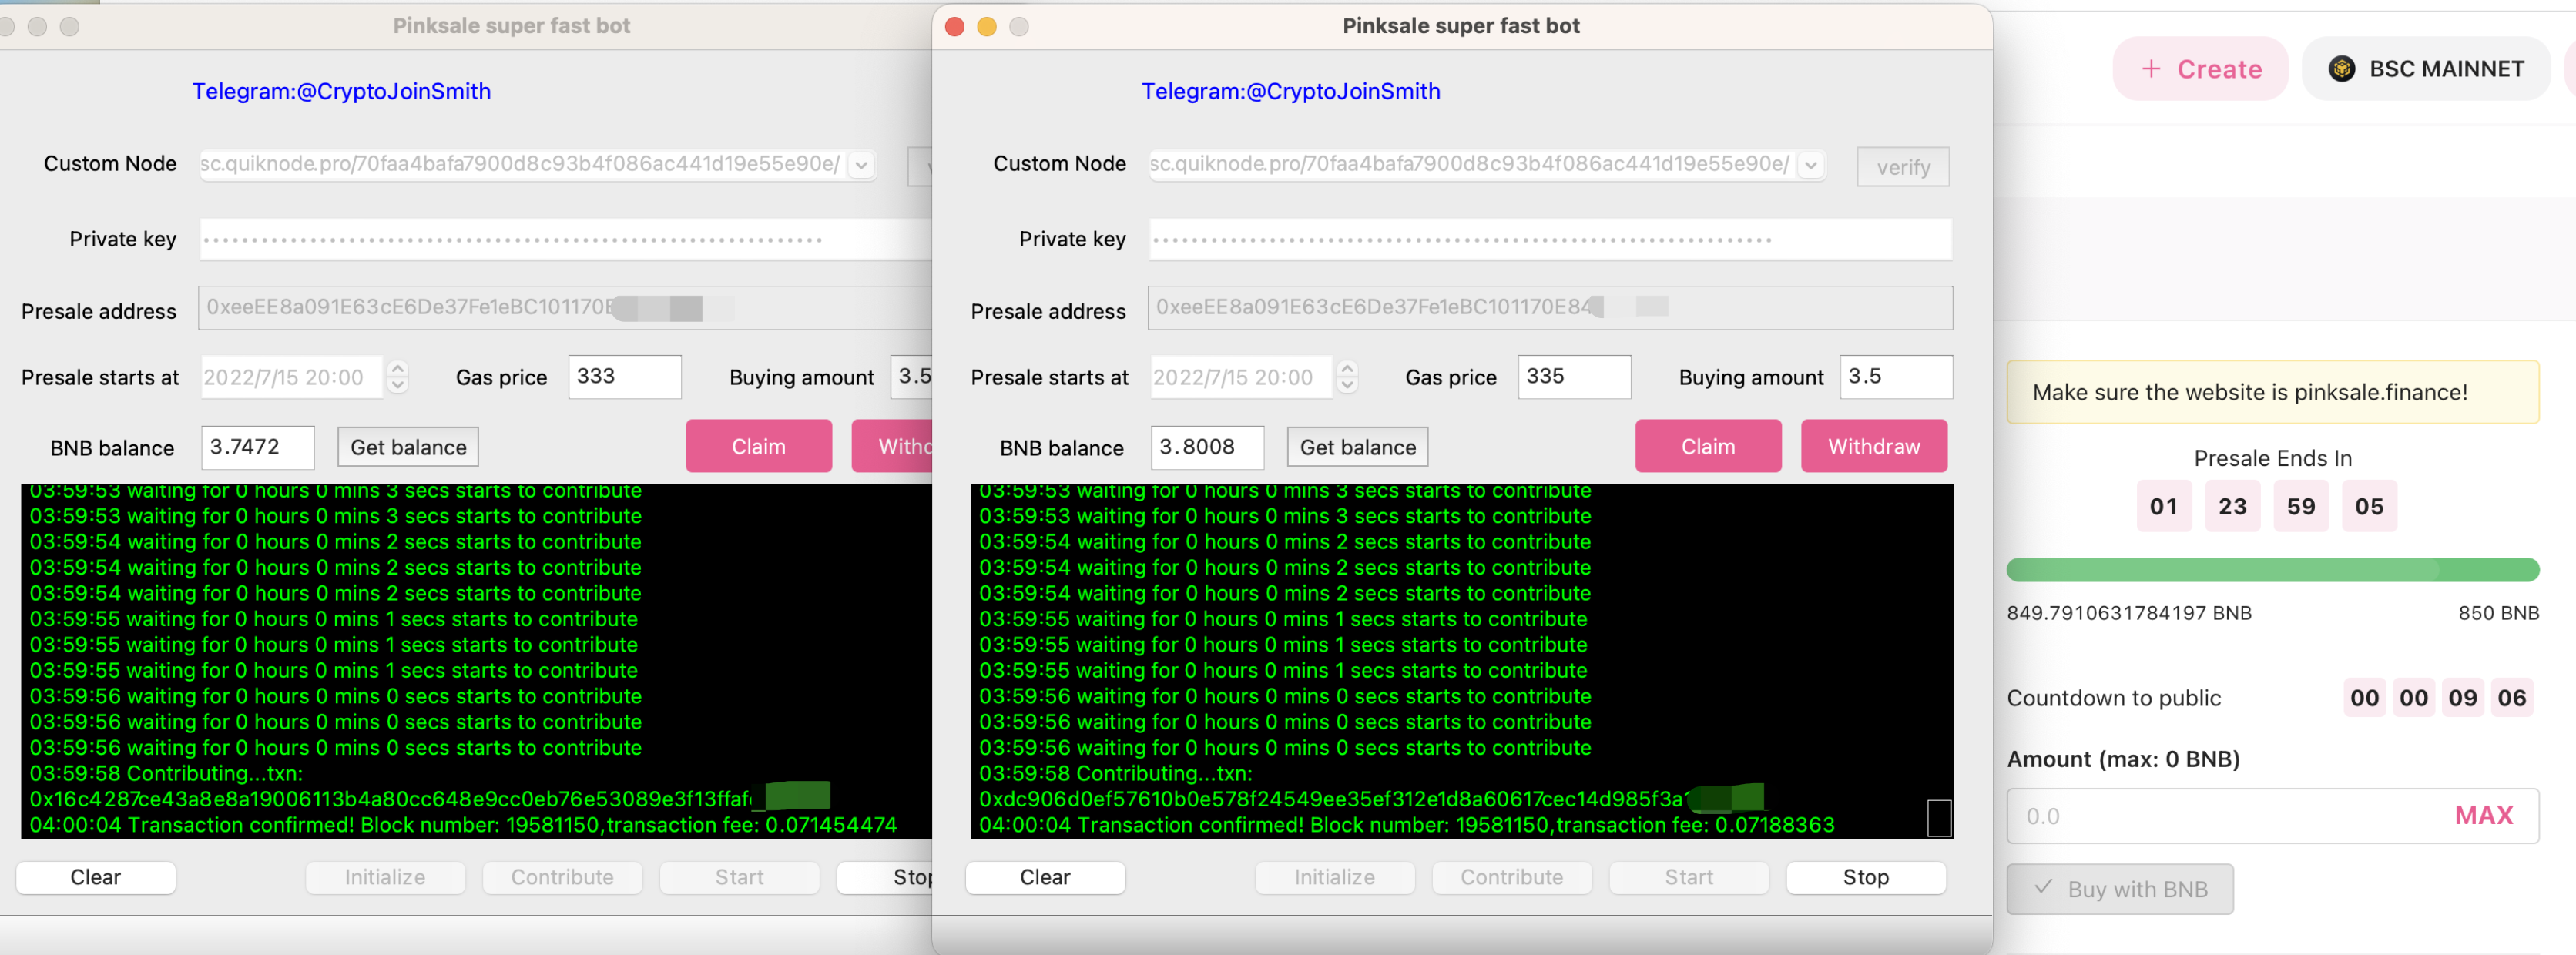 Pinksale super fast bot
Telegram:@CryptoJoinSmith
Custom Node
sc.quiknode.pro/70faa4bafa7900d8c93b4f086ac441d19e55e90e/
Private key
Presale address
0xeeEE8a091E63cE6De37Fe1eBC101170E
Presale starts at
2022/7/15 20:00
Gas price
333
Buying amount
3.5
BNB balance
3.7472
Get balance
Claim
Withd
03:59:53 waiting for 0 hours 0 mins 3 secs starts to contribute
03:59:53 waiting for 0 hours 0 mins 3 secs starts to contribute
03:59:54 waiting for 0 hours 0 mins 2 secs starts to contribute
03:59:54 waiting for 0 hours 0 mins 2 secs starts to contribute
03:59:54 waiting for 0 hours 0 mins 2 secs starts to contribute
03:59:55 waiting for 0 hours 0 mins 1 secs starts to contribute
03:59:55 waiting for 0 hours 0 mins 1 secs starts to contribute
03:59:55 waiting for 0 hours 0 mins 1 secs starts to contribute
03:59:56 waiting for 0 hours 0 mins 0 secs starts to contribute
03:59:56 waiting for 0 hours 0 mins 0 secs starts to contribute
03:59:56 waiting for 0 hours 0 mins 0 secs starts to contribute
03:59:58 Contributing...txn:
0x16c4287ce43a8e8a19006113b4a80cc648e9cc0eb76e53089e3f13ffaf
04:00:04 Transaction confirmed! Block number: 19581150,transaction fee: 0.071454474
Clear
Initialize
Contribute
Start
Stop
Pinksale super fast bot
Telegram:@CryptoJoinSmith
Custom Node
sc.quiknode.pro/70faa4bafa7900d8c93b4f086ac441d19e55e90e/
verify
Private key
Presale address
0xeeEE8a091E63cE6De37Fe1eBC101170E84
Presale starts at
2022/7/15 20:00
Gas price
335
Buying amount
3.5
BNB balance
3.8008
Get balance
Claim
Withdraw
03:59:53 waiting for 0 hours 0 mins 3 secs starts to contribute
03:59:53 waiting for 0 hours 0 mins 3 secs starts to contribute
03:59:54 waiting for 0 hours 0 mins 2 secs starts to contribute
03:59:54 waiting for 0 hours 0 mins 2 secs starts to contribute
03:59:54 waiting for 0 hours 0 mins 2 secs starts to contribute
03:59:55 waiting for 0 hours 0 mins 1 secs starts to contribute
03:59:55 waiting for 0 hours 0 mins 1 secs starts to contribute
03:59:55 waiting for 0 hours 0 mins 1 secs starts to contribute
03:59:56 waiting for 0 hours 0 mins 0 secs starts to contribute
03:59:56 waiting for 0 hours 0 mins 0 secs starts to contribute
03:59:56 waiting for 0 hours 0 mins 0 secs starts to contribute
03:59:58 Contributing...txn:
0xdc906d0ef57610b0e578f24549ee35ef312e1d8a60617cec14d985f3a
04:00:04 Transaction confirmed! Block number: 19581150,transaction fee: 0.07188363
Clear
Initialize
Contribute
Start
Stop
+ Create
BSC MAINNET
Make sure the website is pinksale.finance!
Presale Ends In
01 23 59 05
849.7910631784197 BNB 850 BNB
Countdown to public 00 00 09 06
Amount (max: 0 BNB)
0.0 MAX
Buy with BNB